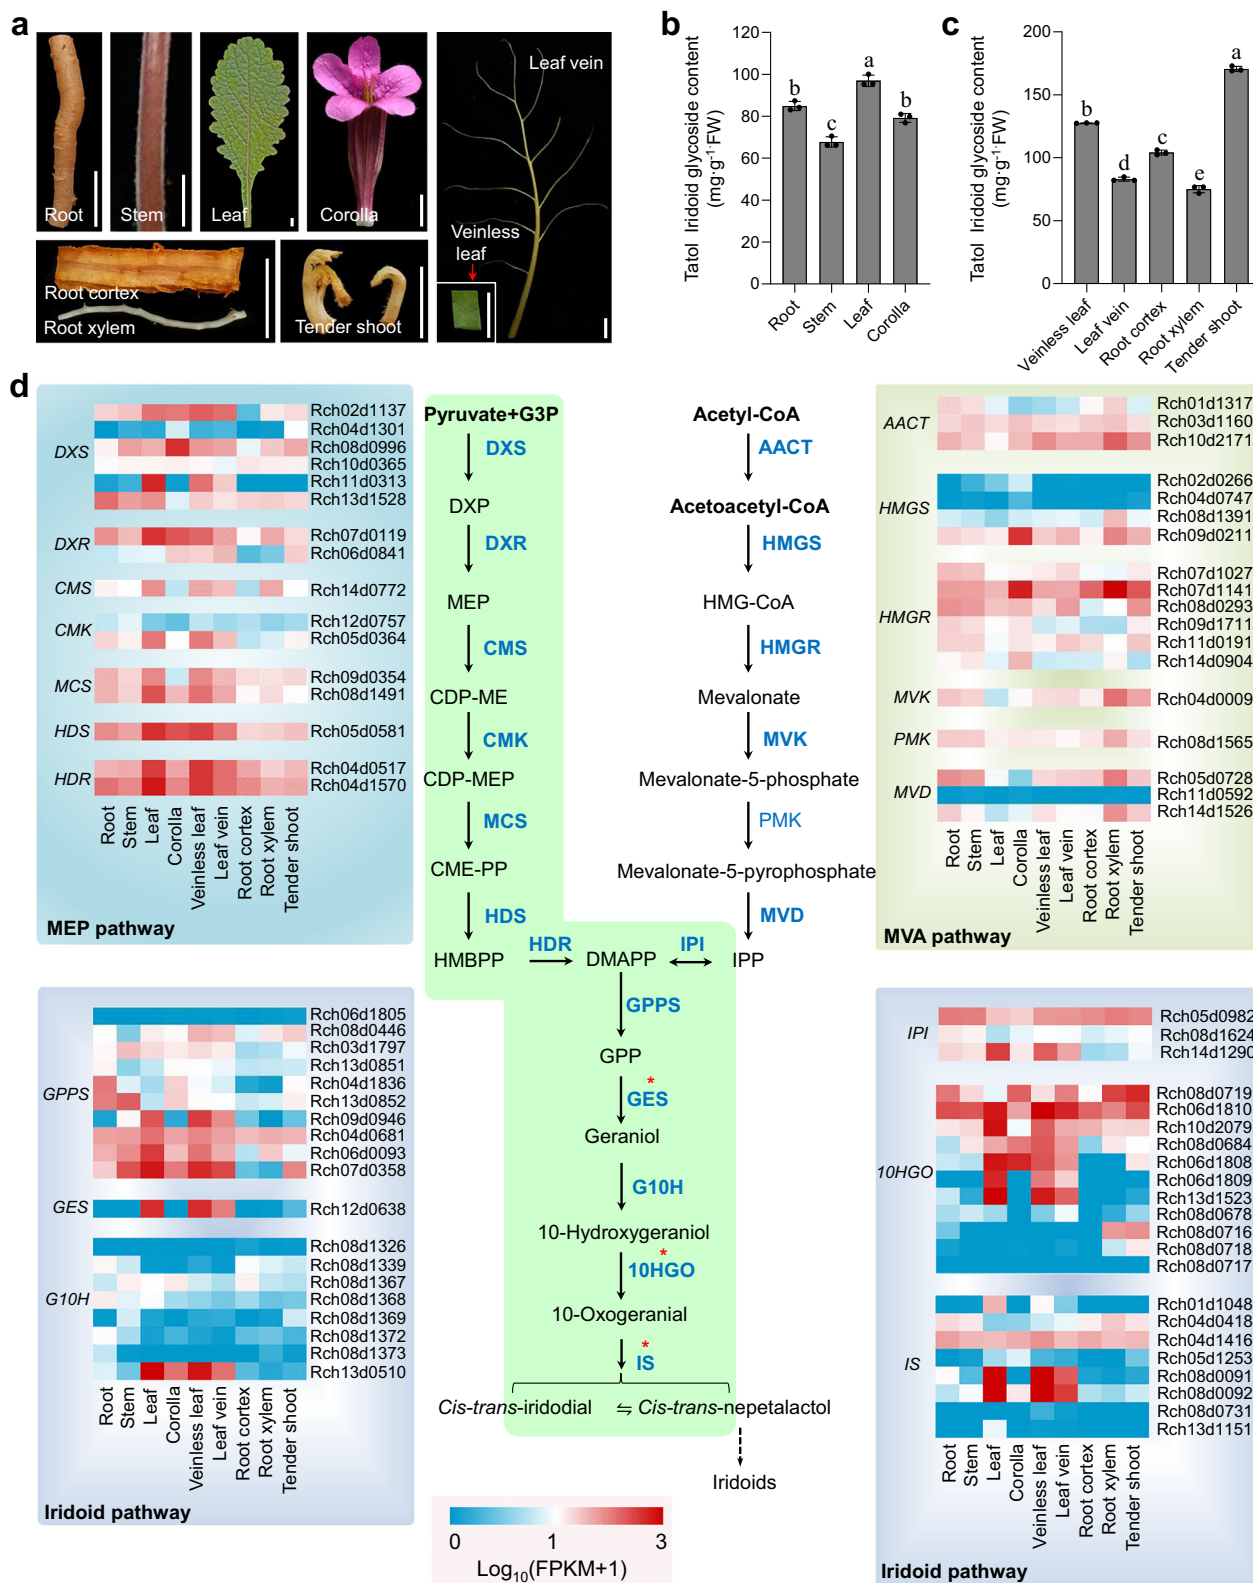 a
Root
Stem
Leaf
Corolla
Leaf vein
Veinless
leaf
Root cortex
Root xylem
Tender shoot
b
Tatol Iridoid glycoside content
(mg·g⁻¹·FW)
120
100
80
60
40
20
0
b
c
a
b
Root
Stem
Leaf
Corolla
c
Tatol Iridoid glycoside content
(mg·g⁻¹·FW)
200
150
100
50
0
b
d
c
e
a
Veinless leaf
Leaf vein
Root cortex
Root xylem
Tender shoot
d
DXS
Rch02d1137
Rch04d1301
Rch08d0996
Rch10d0365
Rch11d0313
Rch13d1528
DXR
Rch07d0119
Rch06d0841
CMS
Rch14d0772
CMK
Rch12d0757
Rch05d0364
MCS
Rch09d0354
Rch08d1491
HDS
Rch05d0581
HDR
Rch04d0517
Rch04d1570
Root
Stem
Leaf
Corolla
Veinless leaf
Leaf vein
Root cortex
Root xylem
Tender shoot
MEP pathway
Pyruvate+G3P
DXS
DXP
DXR
MEP
CMS
CDP-ME
CMK
CDP-MEP
MCS
CME-PP
HDS
HMBPP
HDR
DMAPP
IPI
IPP
Acetyl-CoA
AACT
Acetoacetyl-CoA
HMGS
HMG-CoA
HMGR
Mevalonate
MVK
Mevalonate-5-phosphate
PMK
Mevalonate-5-pyrophosphate
MVD
GPPS
GPP
*
GES
Geraniol
G10H
10-Hydroxygeraniol
*
10HGO
10-Oxogeranial
*
IS
Cis-trans-iridodial ⇋ Cis-trans-nepetalactol
Iridoids
AACT
Rch01d1317
Rch03d1160
Rch10d2171
HMGS
Rch02d0266
Rch04d0747
Rch08d1391
Rch09d0211
HMGR
Rch07d1027
Rch07d1141
Rch08d0293
Rch09d1711
Rch11d0191
Rch14d0904
MVK
Rch04d0009
PMK
Rch08d1565
MVD
Rch05d0728
Rch11d0592
Rch14d1526
Root
Stem
Leaf
Corolla
Veinless leaf
Leaf vein
Root cortex
Root xylem
Tender shoot
MVA pathway
GPPS
Rch06d1805
Rch08d0446
Rch03d1797
Rch13d0851
Rch04d1836
Rch13d0852
Rch09d0946
Rch04d0681
Rch06d0093
Rch07d0358
GES
Rch12d0638
G10H
Rch08d1326
Rch08d1339
Rch08d1367
Rch08d1368
Rch08d1369
Rch08d1372
Rch08d1373
Rch13d0510
Root
Stem
Leaf
Corolla
Veinless leaf
Leaf vein
Root cortex
Root xylem
Tender shoot
Iridoid pathway
0
1
3
Log₁₀(FPKM+1)
IPI
Rch05d0982
Rch08d1624
Rch14d1290
10HGO
Rch08d0719
Rch06d1810
Rch10d2079
Rch08d0684
Rch06d1808
Rch06d1809
Rch13d1523
Rch08d0678
Rch08d0716
Rch08d0718
Rch08d0717
IS
Rch01d1048
Rch04d0418
Rch04d1416
Rch05d1253
Rch08d0091
Rch08d0092
Rch08d0731
Rch13d1151
Root
Stem
Leaf
Corolla
Veinless leaf
Leaf vein
Root cortex
Root xylem
Tender shoot
Iridoid pathway